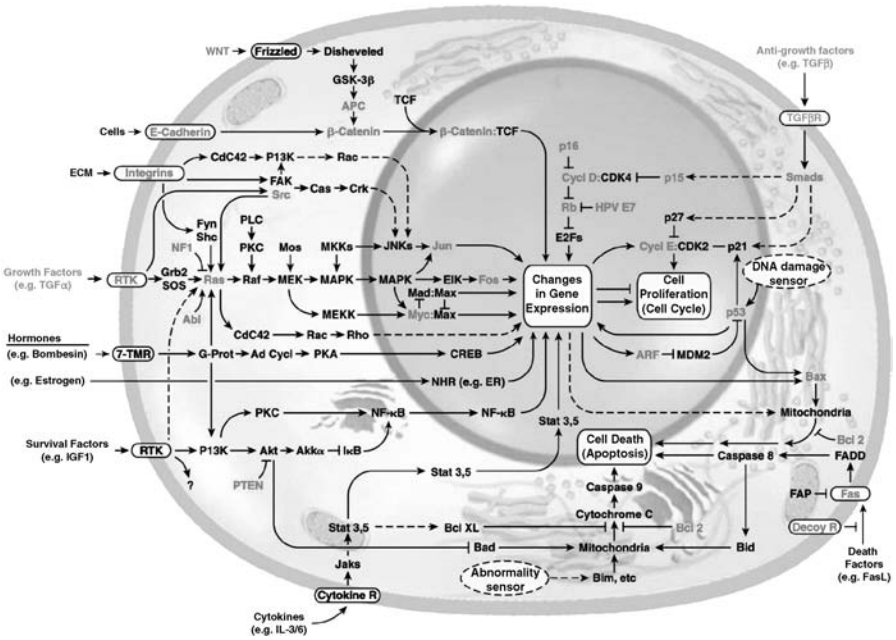 WNT
Frizzled
Disheveled
GSK-3β
APC
TCF
Cells
E-Cadherin
β-Catenin
β-Catenin:TCF
Anti-growth factors
(e.g. TGFβ)
TGFβR
Smads
p16
Cycl D:CDK4
p15
Rb
HPV E7
E2Fs
p27
Cycl E:CDK2
p21
DNA damage
sensor
ECM
Integrins
CdC42
P13K
Rac
FAK
Src
Cas
Crk
Fyn
Shc
PLC
PKC
Mos
MKKs
JNKs
Jun
NF1
Growth Factors
(e.g. TGFα)
RTK
Grb2
SOS
Ras
Raf
MEK
MAPK
MAPK
ElK
Fos
Mad:Max
MEKK
Myc:Max
Abl
CdC42
Rac
Rho
Changes
in Gene
Expression
Cell
Proliferation
(Cell Cycle)
p53
ARF
MDM2
Bax
Hormones
(e.g. Bombesin)
7-TMR
G-Prot
Ad Cycl
PKA
CREB
(e.g. Estrogen)
NHR (e.g. ER)
PKC
NF-κB
NF-κB
Stat 3,5
Mitochondria
Bcl 2
Survival Factors
(e.g. IGF1)
RTK
P13K
Akt
Akkα
IκB
?
PTEN
Stat 3,5
Cell Death
(Apoptosis)
Caspase 8
FADD
Caspase 9
FAP
Fas
Cytochrome C
Stat 3,5
Bcl XL
Bcl 2
Decoy R
Bad
Mitochondria
Bid
Death
Factors
(e.g. FasL)
Jaks
Abnormality
sensor
Bim, etc
Cytokine R
Cytokines
(e.g. IL-3/6)